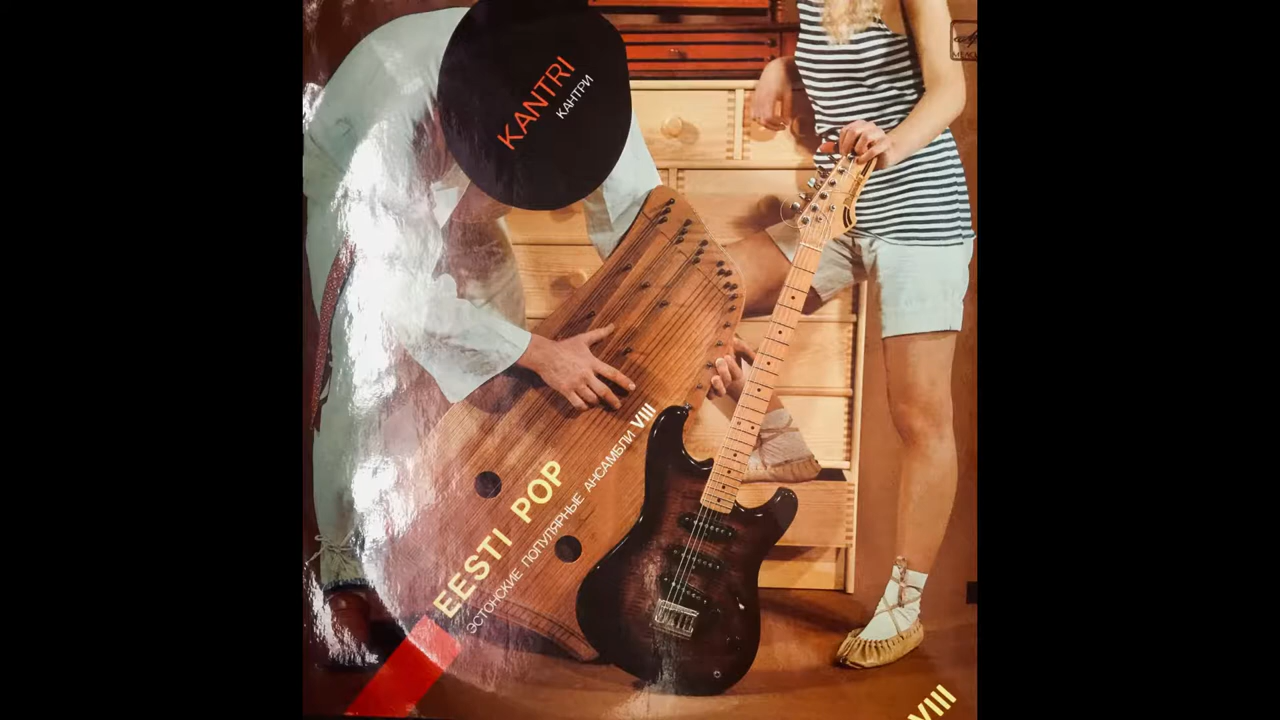 KANTRI
КАНТРИ
EESTI POP
ЭСТОНСКИЕ ПОПУЛЯРНЫЕ АНСАМБЛИ VIII
VIII